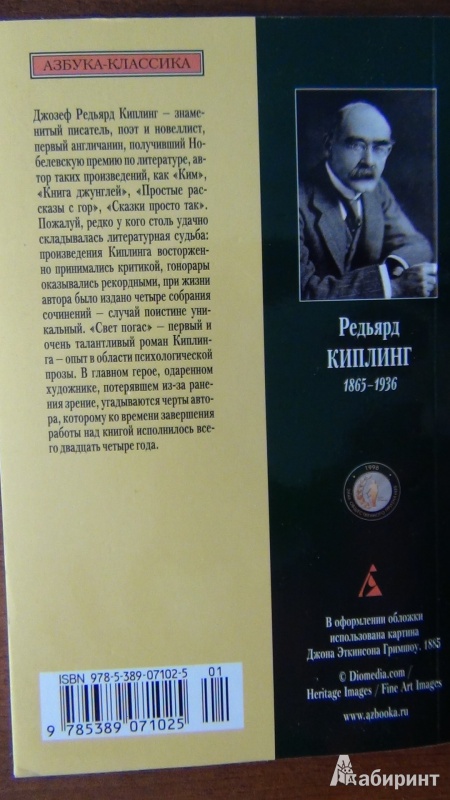 АЗБУКА-КЛАССИКА
Джозеф Редьярд Киплинг – знаме-
нитый писатель, поэт и новеллист,
первый англичанин, получивший Но-
белевскую премию по литературе, ав-
тор таких произведений, как «Ким»,
«Книга джунглей», «Простые рас-
сказы с гор», «Сказки просто так».
Пожалуй, редко у кого столь удачно
складывалась литературная судьба:
произведения Киплинга восторжен-
но принимались критикой, гонорары
оказывались рекордными, при жизни
автора было издано четыре собрания
сочинений – случай поистине уни-
кальный. «Свет погас» – первый и
очень талантливый роман Киплин-
га – опыт в области психологической
прозы. В главном герое, одаренном
художнике, потерявшем из-за ране-
ния зрение, угадываются черты авто-
ра, которому ко времени завершения
работы над книгой исполнилось все-
го двадцать четыре года.
ISBN 978-5-389-07102-5
01
9 785389 071025
Редьярд
КИПЛИНГ
1865–1936
1998
В оформлении обложки
использована картина
Джона Эткинсона Гримшоу. 1885
© Diomedia.com /
Heritage Images / Fine Art Images
www.azbooka.ru
Лабиринт